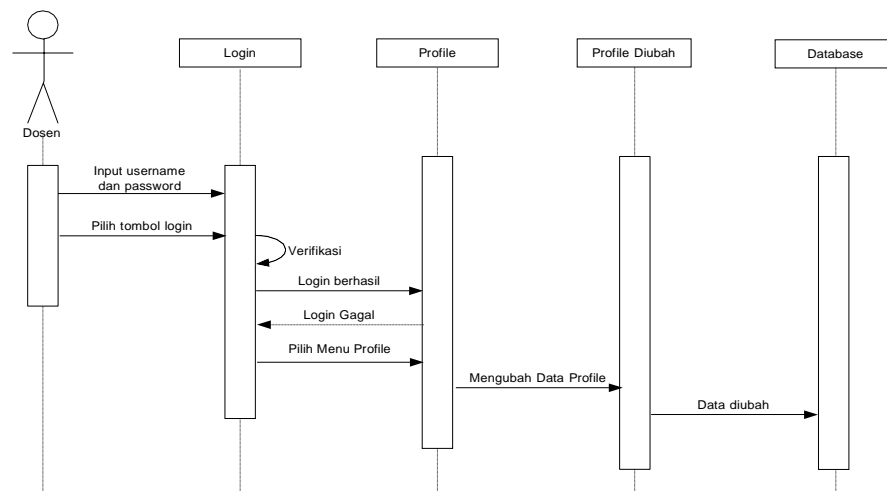 Login
Profile
Profile Diubah
Database
Dosen
Input username
dan password
Pilih tombol login
Verifikasi
Login berhasil
Login Gagal
Pilih Menu Profile
Mengubah Data Profile
Data diubah